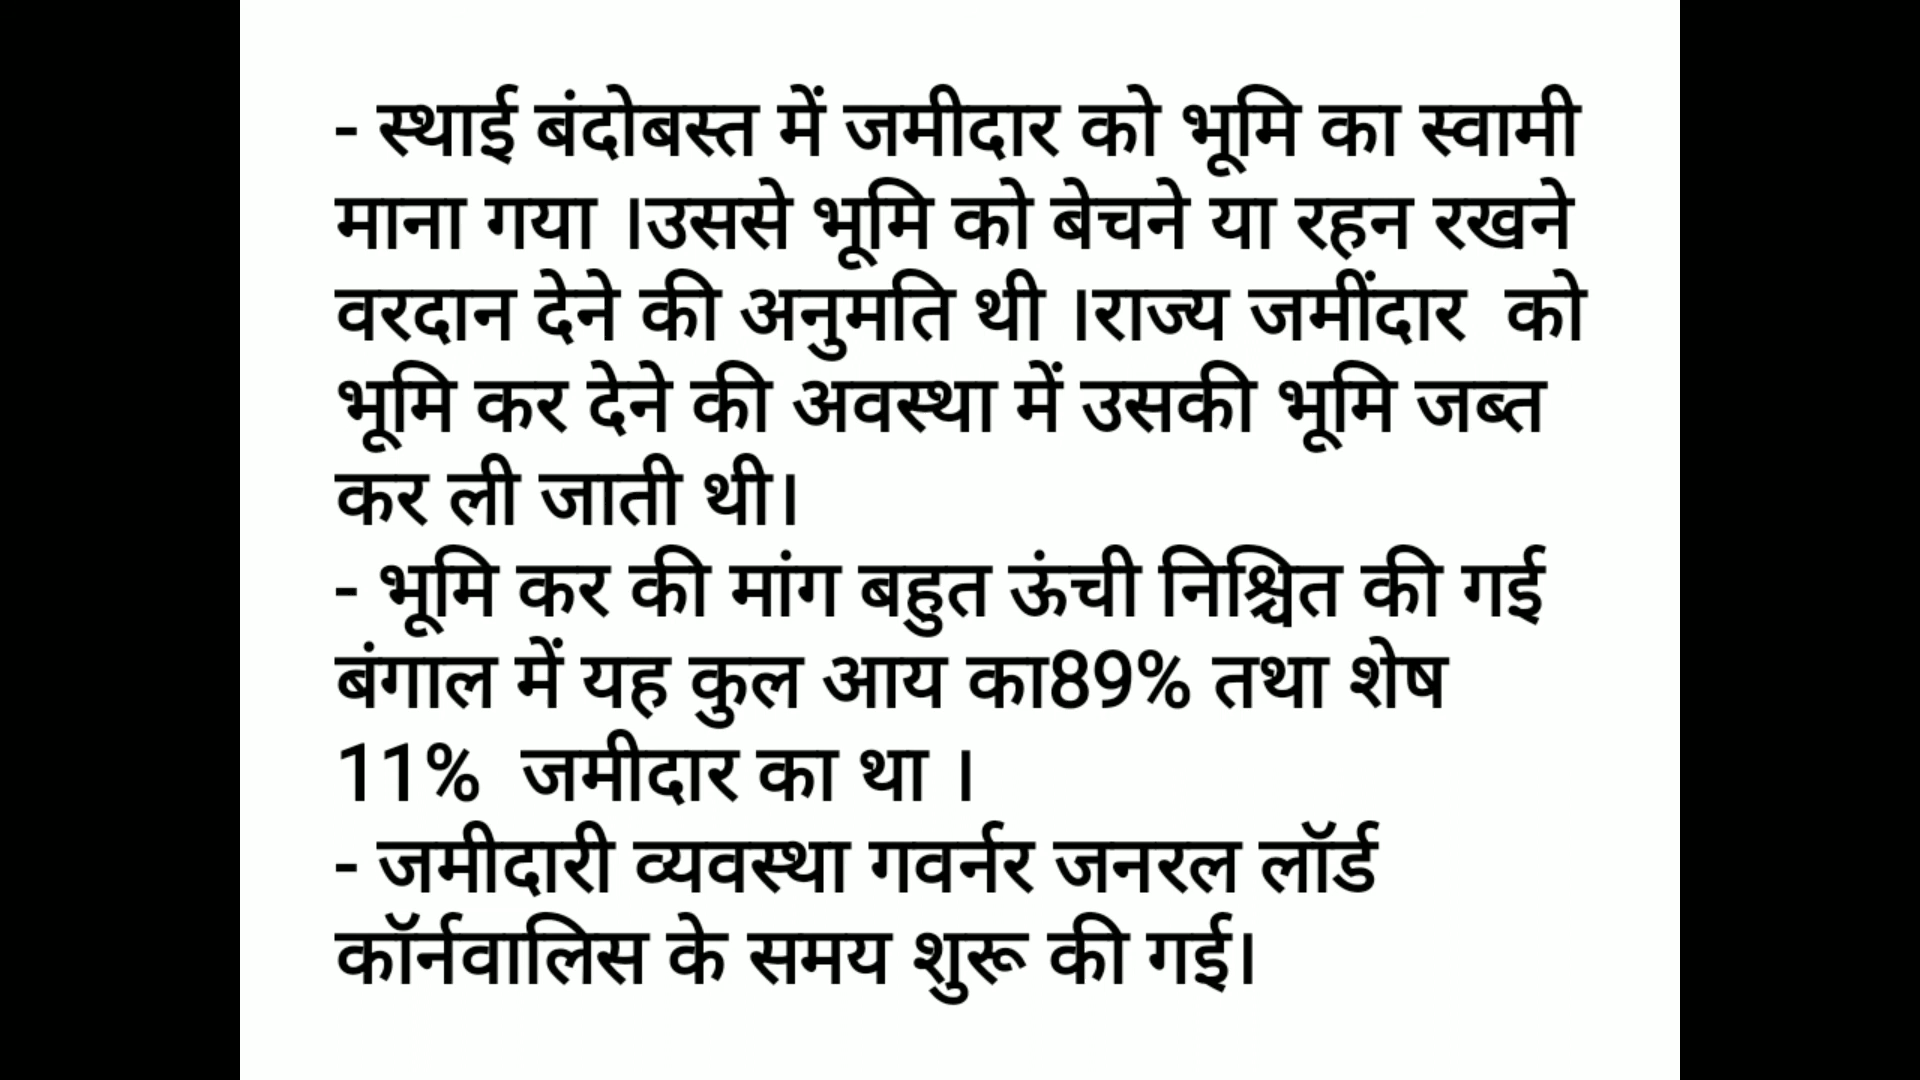 - स्थाई बंदोबस्त में जमीदार को भूमि का स्वामी
माना गया ।उससे भूमि को बेचने या रहन रखने
वरदान देने की अनुमति थी ।राज्य जमींदार  को
भूमि कर देने की अवस्था में उसकी भूमि जब्त
कर ली जाती थी।
- भूमि कर की मांग बहुत ऊंची निश्चित की गई
बंगाल में यह कुल आय का89% तथा शेष
11%  जमीदार का था ।
- जमीदारी व्यवस्था गवर्नर जनरल लॉर्ड
कॉर्नवालिस के समय शुरू की गई।